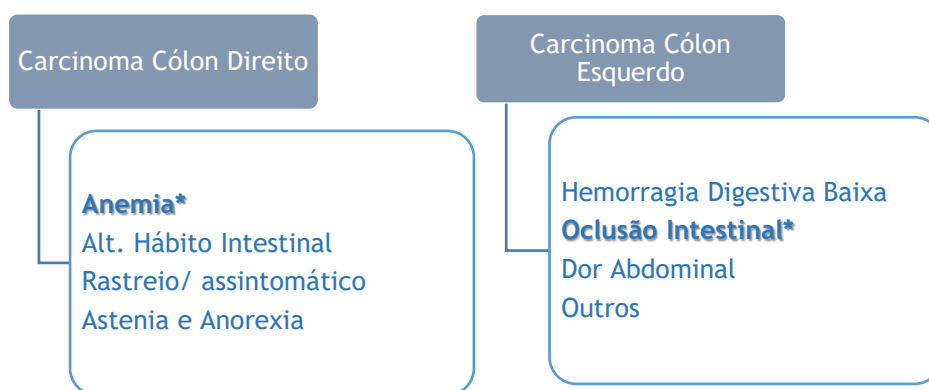 Carcinoma Cólon Direito
Anemia*
Alt. Hábito Intestinal
Rastreio/ assintomático
Astenia e Anorexia
Carcinoma Cólon
Esquerdo
Hemorragia Digestiva Baixa
Oclusão Intestinal*
Dor Abdominal
Outros